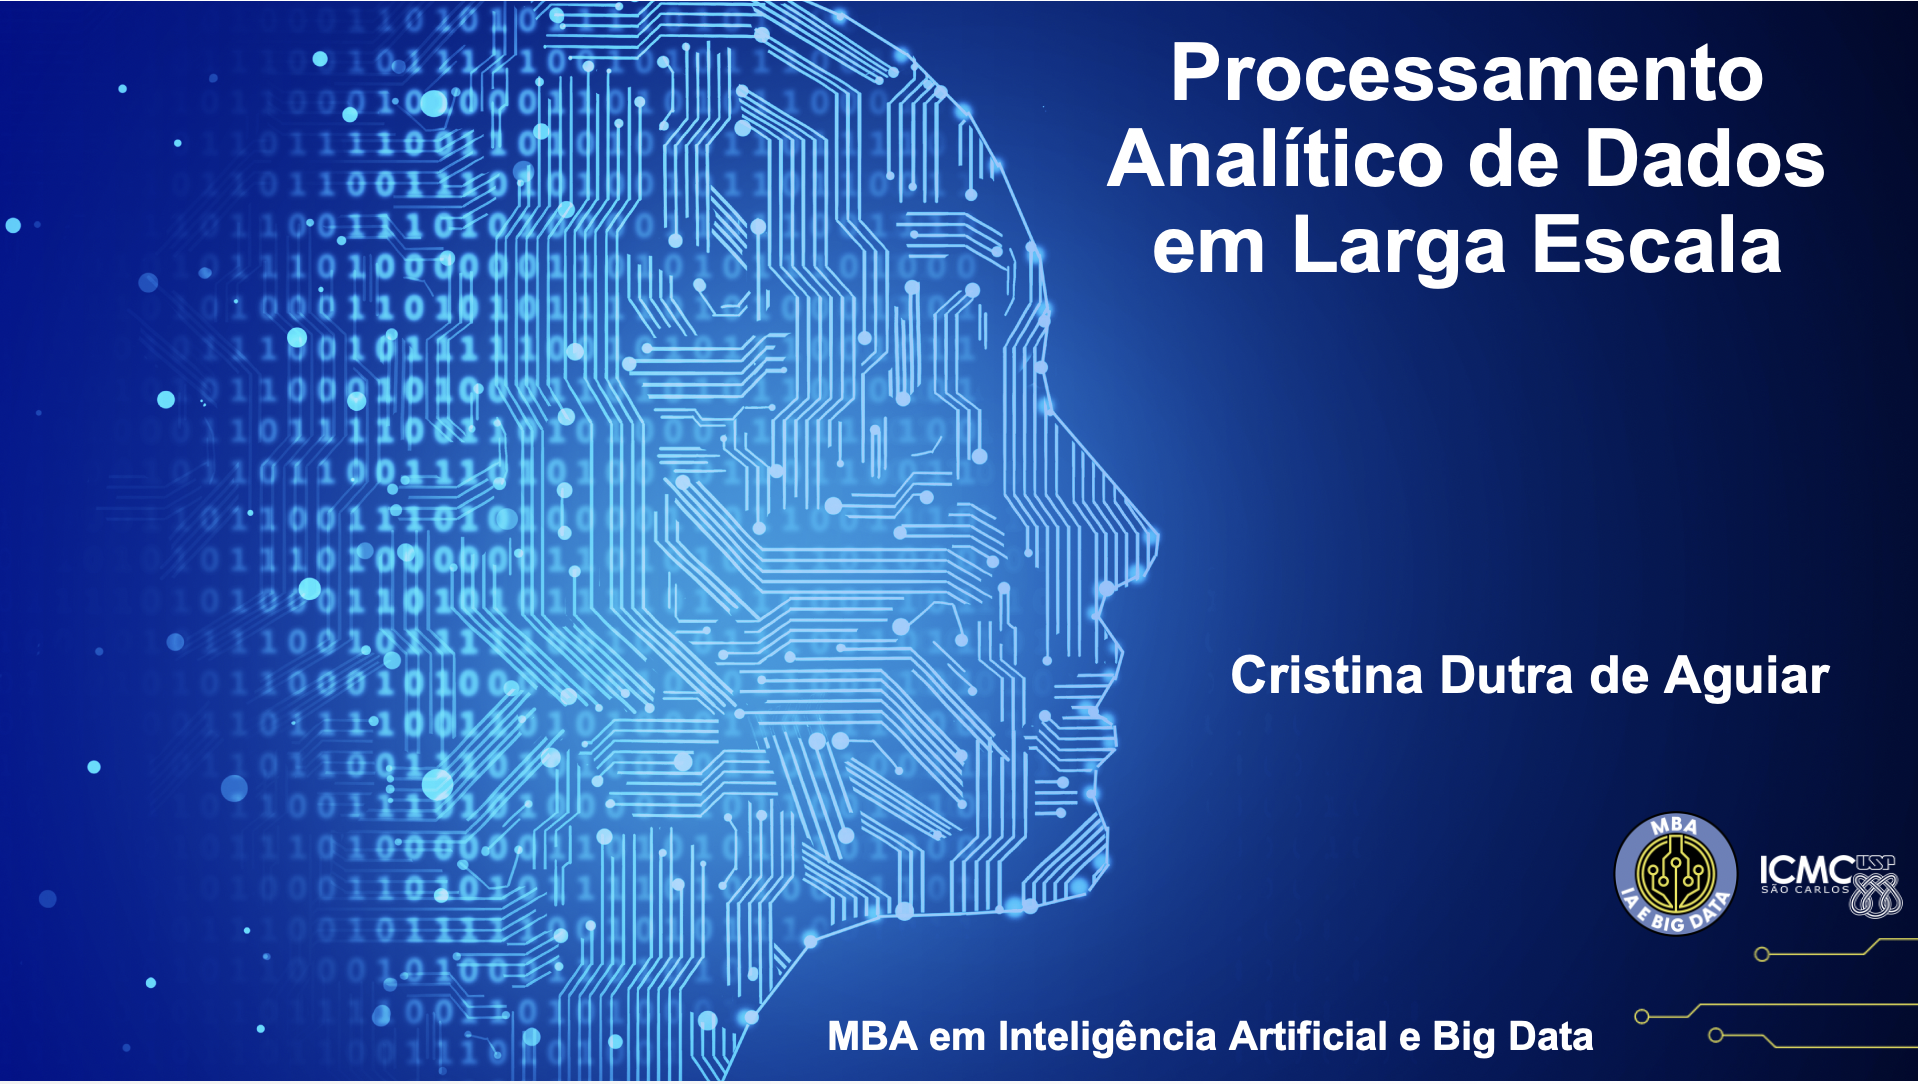 Processamento
Analítico de Dados
em Larga Escala
Cristina Dutra de Aguiar
MBA
IA E BIG DATA
ICMC USP
SÃO CARLOS
MBA em Inteligência Artificial e Big Data